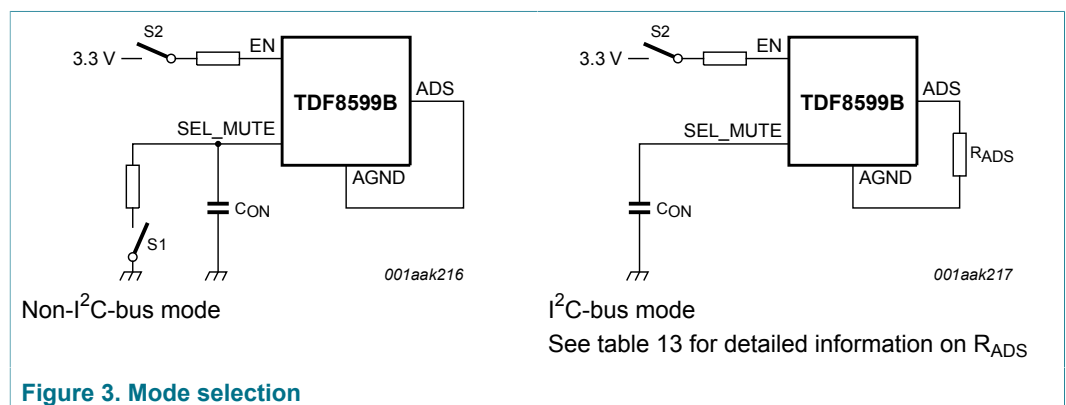 S2
3.3 V
EN
TDF8599B
ADS
SEL_MUTE
AGND
CON
S1
001aak216
Non-I2C-bus mode
S2
3.3 V
EN
TDF8599B
ADS
SEL_MUTE
RADS
AGND
CON
001aak217
I2C-bus mode
See table 13 for detailed information on RADS
Figure 3. Mode selection